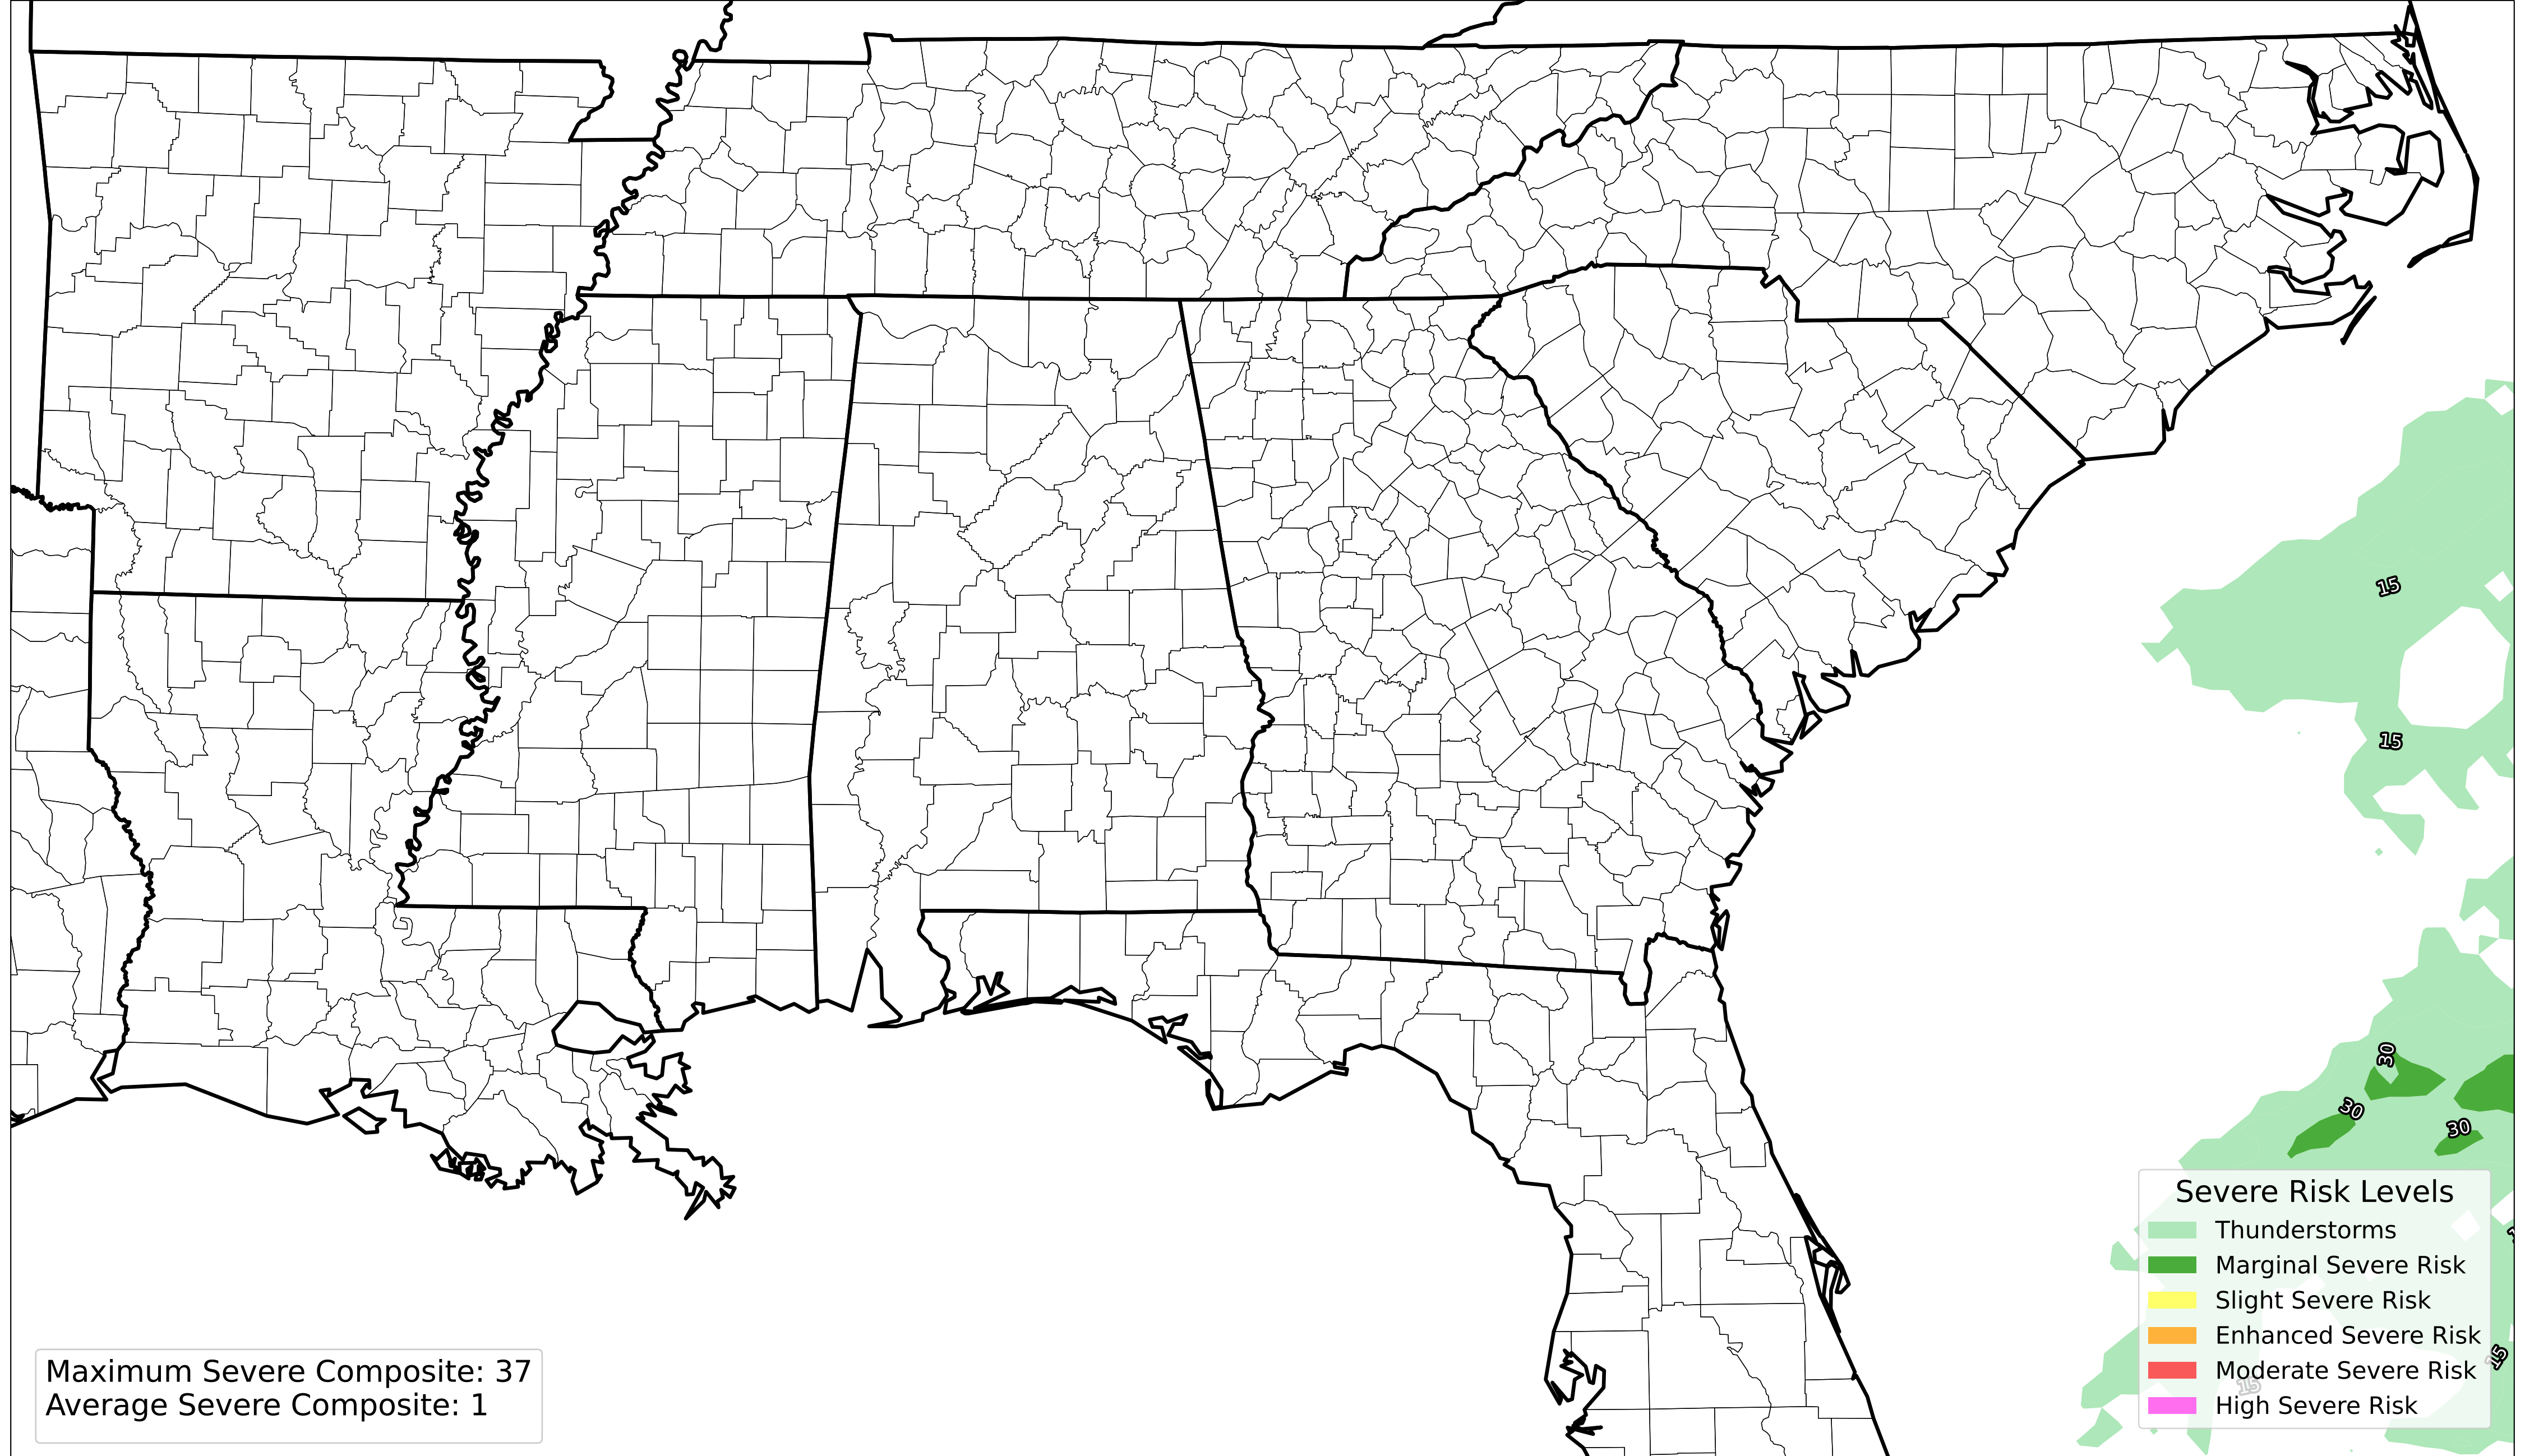 15
15
30
30
30
Severe Risk Levels
Thunderstorms
Marginal Severe Risk
Slight Severe Risk
Enhanced Severe Risk
Moderate Severe Risk
High Severe Risk
15
15
Maximum Severe Composite: 37
Average Severe Composite: 1